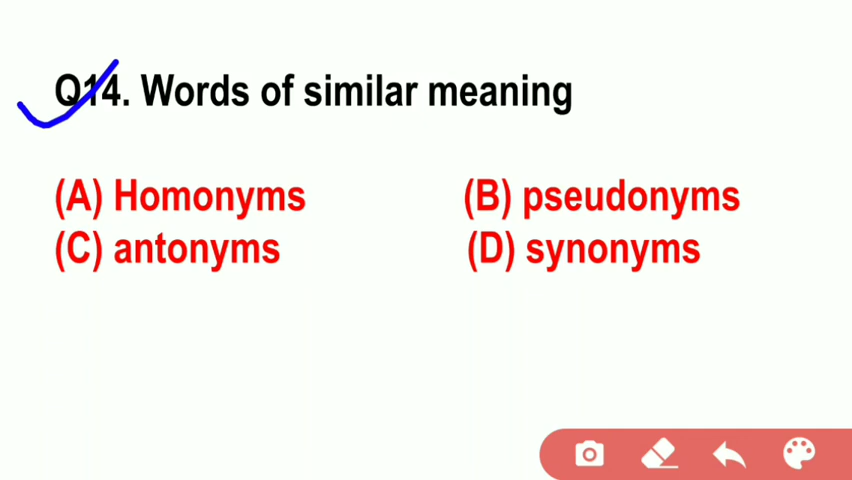 Q14. Words of similar meaning
(A) Homonyms (B) pseudonyms
(C) antonyms (D) synonyms